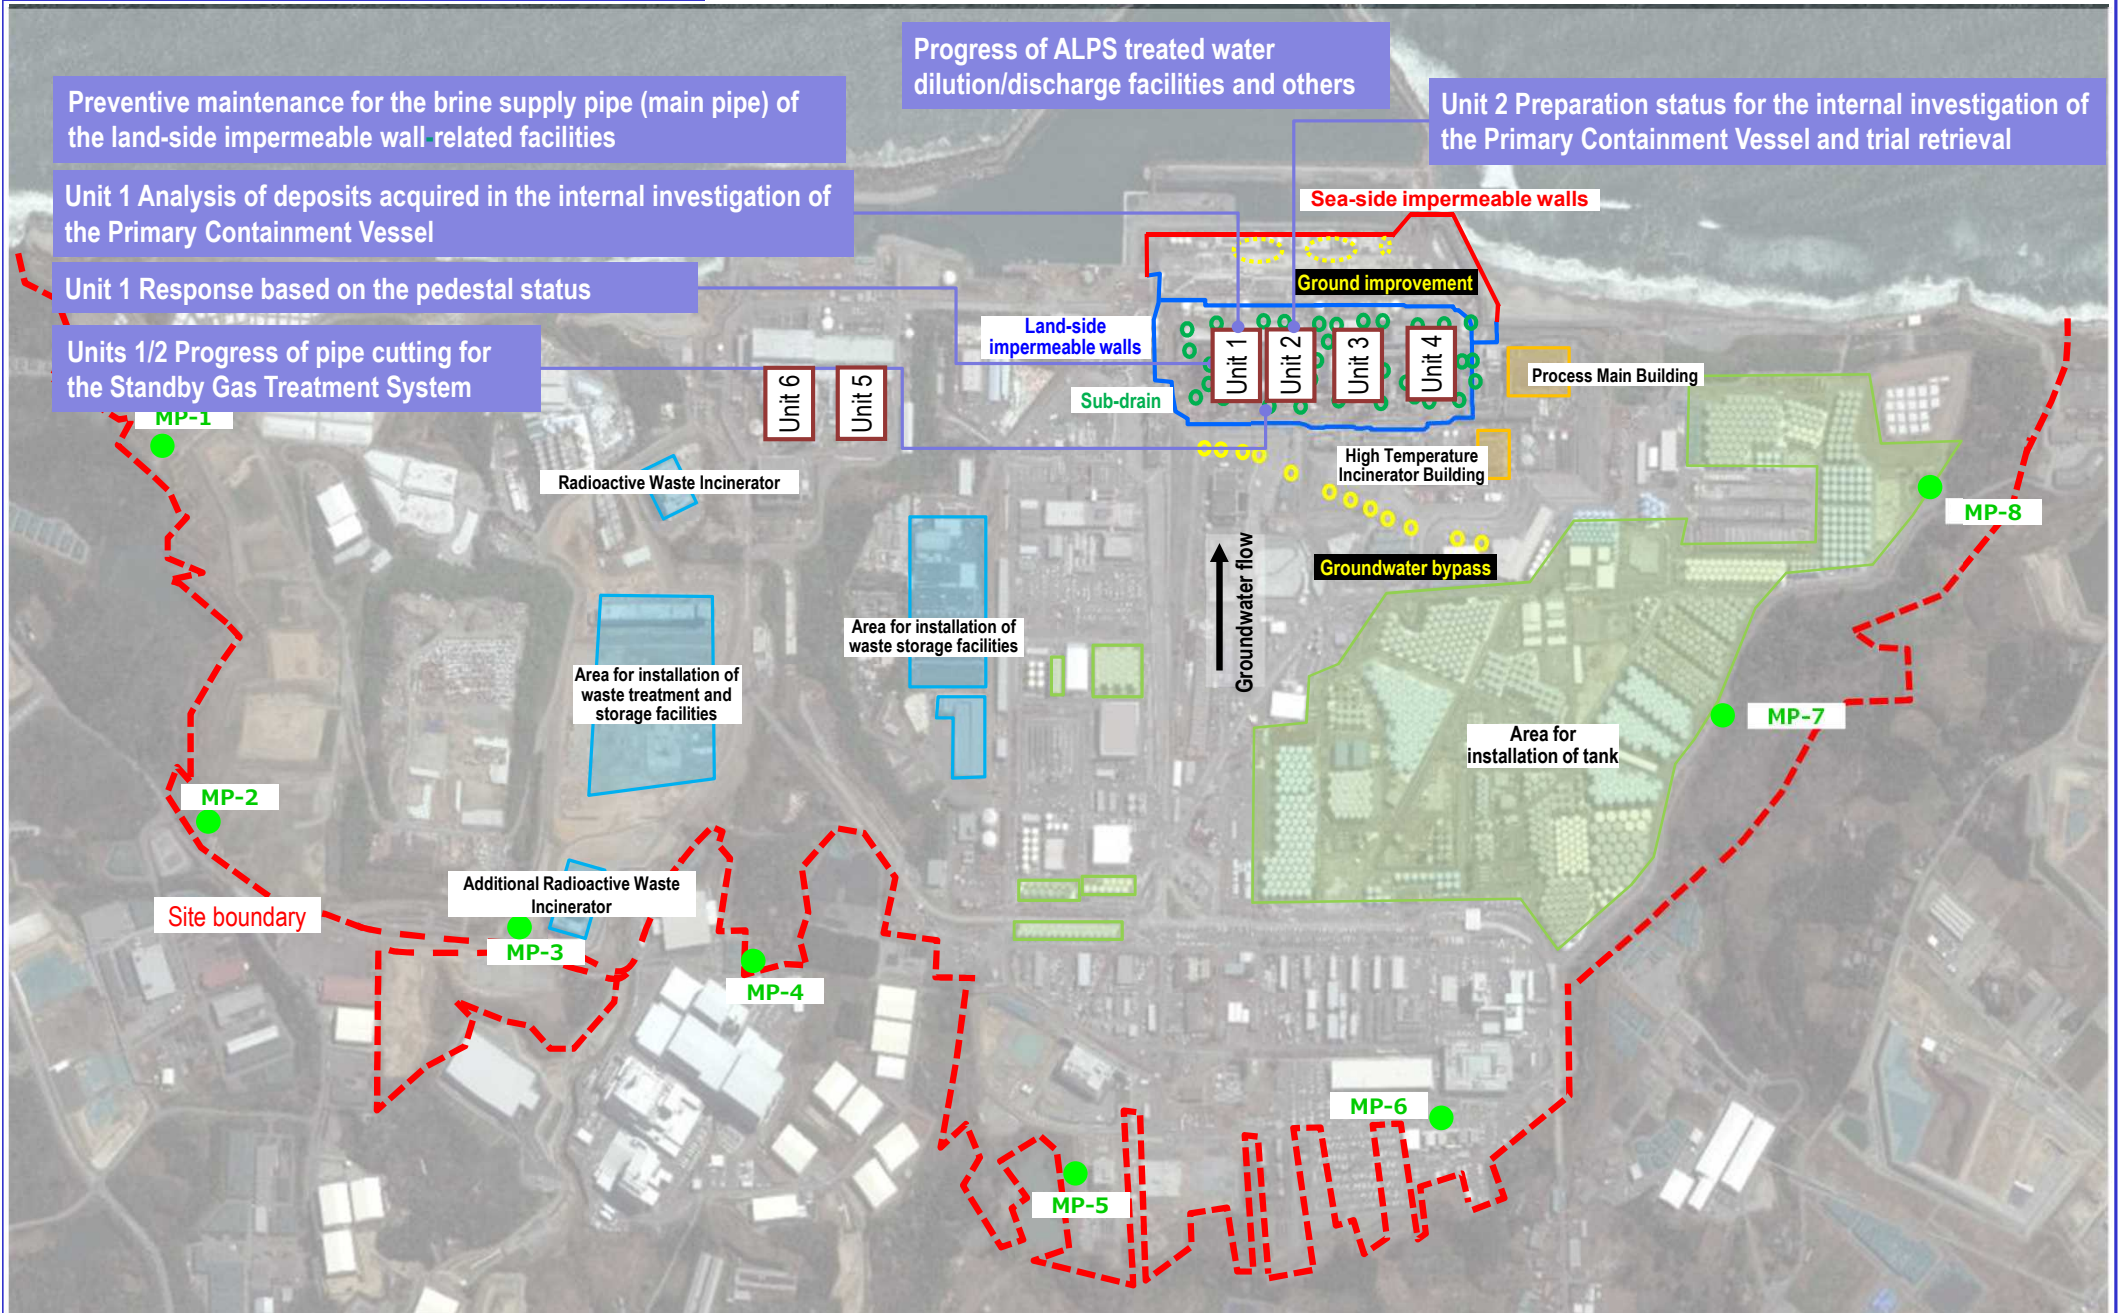 Progress of ALPS treated water
dilution/discharge facilities and others
Preventive maintenance for the brine supply pipe (main pipe) of
the land-side impermeable wall-related facilities
Unit 2 Preparation status for the internal investigation of
the Primary Containment Vessel and trial retrieval
Unit 1 Analysis of deposits acquired in the internal investigation of
the Primary Containment Vessel
Sea-side impermeable walls
Unit 1 Response based on the pedestal status
Ground improvement
Land-side
impermeable walls
Units 1/2 Progress of pipe cutting for
the Standby Gas Treatment System
Unit 6
Unit 5
Unit 1
Unit 2
Unit 3
Unit 4
Process Main Building
Sub-drain
MP-1
High Temperature
Incinerator Building
Radioactive Waste Incinerator
MP-8
Groundwater flow
Groundwater bypass
Area for installation of
waste storage facilities
Area for installation of
waste treatment and
storage facilities
MP-7
Area for
installation of tank
MP-2
Additional Radioactive Waste
Incinerator
Site boundary
MP-3
MP-4
MP-6
MP-5